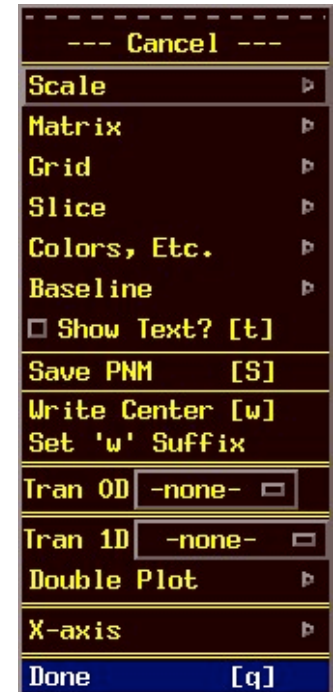 --- Cancel ---
Scale
Matrix
Grid
Slice
Colors, Etc.
Baseline
Show Text? [t]
Save PNM [S]
Write Center [w]
Set 'w' Suffix
Tran 0D -none-
Tran 1D -none-
Double Plot
X-axis
Done [q]